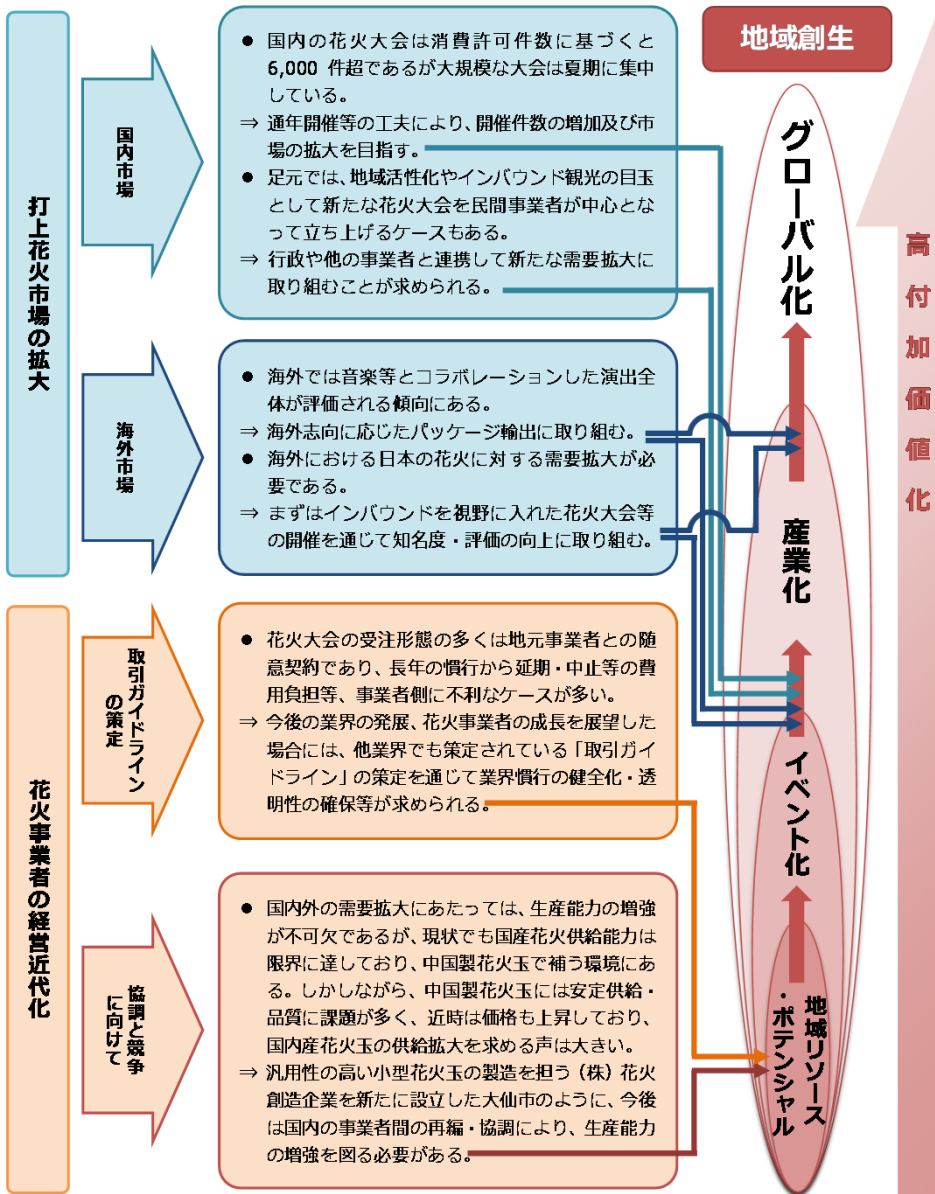 打上花火市場の拡大
国内市場
● 国内の花火大会は消費許可件数に基づくと
6,000 件超であるが大規模な大会は夏期に集中
している。
⇒ 通年開催等の工夫により、開催件数の増加及び市
場の拡大を目指す。
● 足元では、地域活性化やインバウンド観光の目玉
として新たな花火大会を民間事業者が中心とな
って立ち上げるケースもある。
⇒ 行政や他の事業者と連携して新たな需要拡大に
取り組むことが求められる。
海外市場
● 海外では音楽等とコラボレーションした演出全
体が評価される傾向にある。
⇒ 海外志向に応じたパッケージ輸出に取り組む。
● 海外における日本の花火に対する需要拡大が必
要である。
⇒ まずはインバウンドを視野に入れた花火大会等
の開催を通じて知名度・評価の向上に取り組む。
花火事業者の経営近代化
取引ガイドライン
の策定
● 花火大会の受注形態の多くは地元事業者との随
意契約であり、長年の慣行から延期・中止等の費
用負担等、事業者側に不利なケースが多い。
⇒ 今後の業界の発展、花火事業者の成長を展望した
場合には、他業界でも策定されている「取引ガイ
ドライン」の策定を通じて業界慣行の健全化・透
明性の確保等が求められる。
協調と競争
に向けて
● 国内外の需要拡大にあたっては、生産能力の増強
が不可欠であるが、現状でも国産花火供給能力は
限界に達しており、中国製花火玉で補う環境にあ
る。しかしながら、中国製花火玉には安定供給・
品質に課題が多く、近時は価格も上昇しており、
国内産花火玉の供給拡大を求める声は大きい。
⇒ 汎用性の高い小型花火玉の製造を担う（株）花火
創造企業を新たに設立した大仙市のように、今後
は国内の事業者間の再編・協調により、生産能力
の増強を図る必要がある。
地域創生
グローバル化
産業化
イベント化
地域リソース
・ポテンシャル
高付加価値化